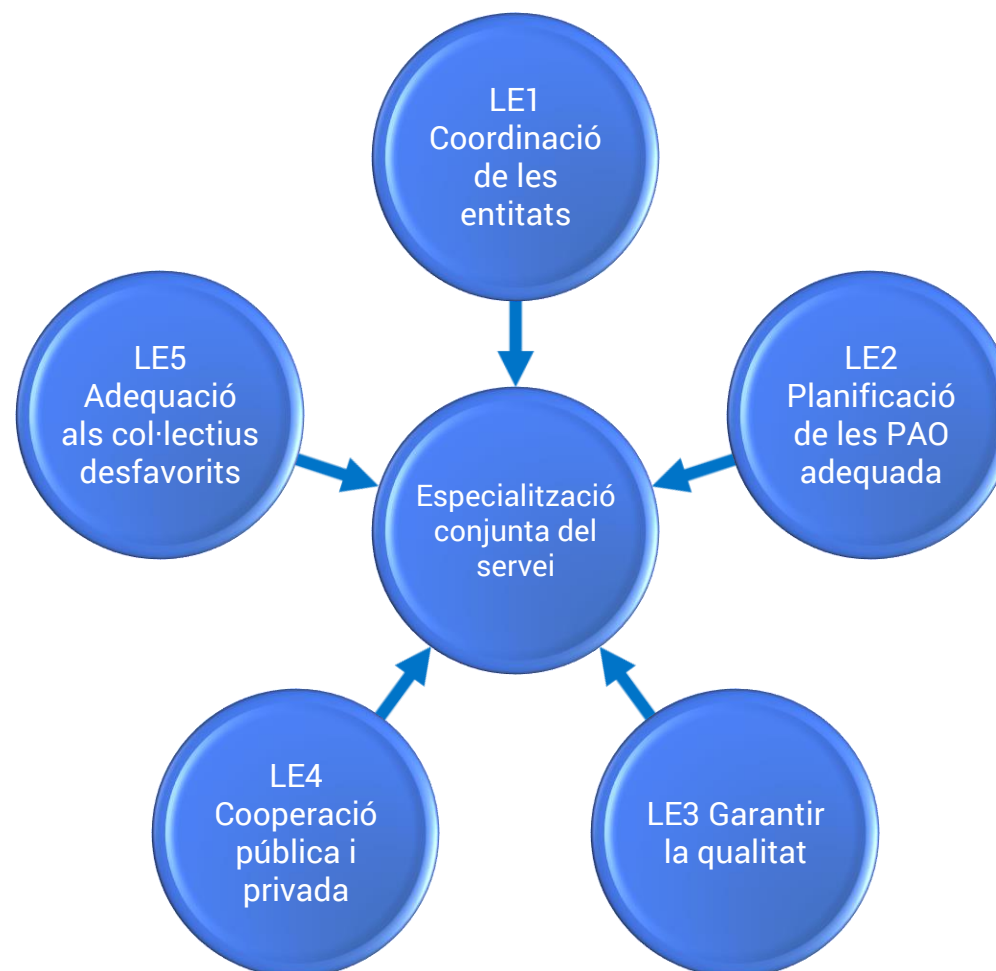 LE1
Coordinació
de les
entitats
LE2
Planificació
de les PAO
adequada
LE3 Garantir
la qualitat
LE4
Cooperació
pública i
privada
LE5
Adequació
als col·lectius
desfavorits
Especialització
conjunta del
servei